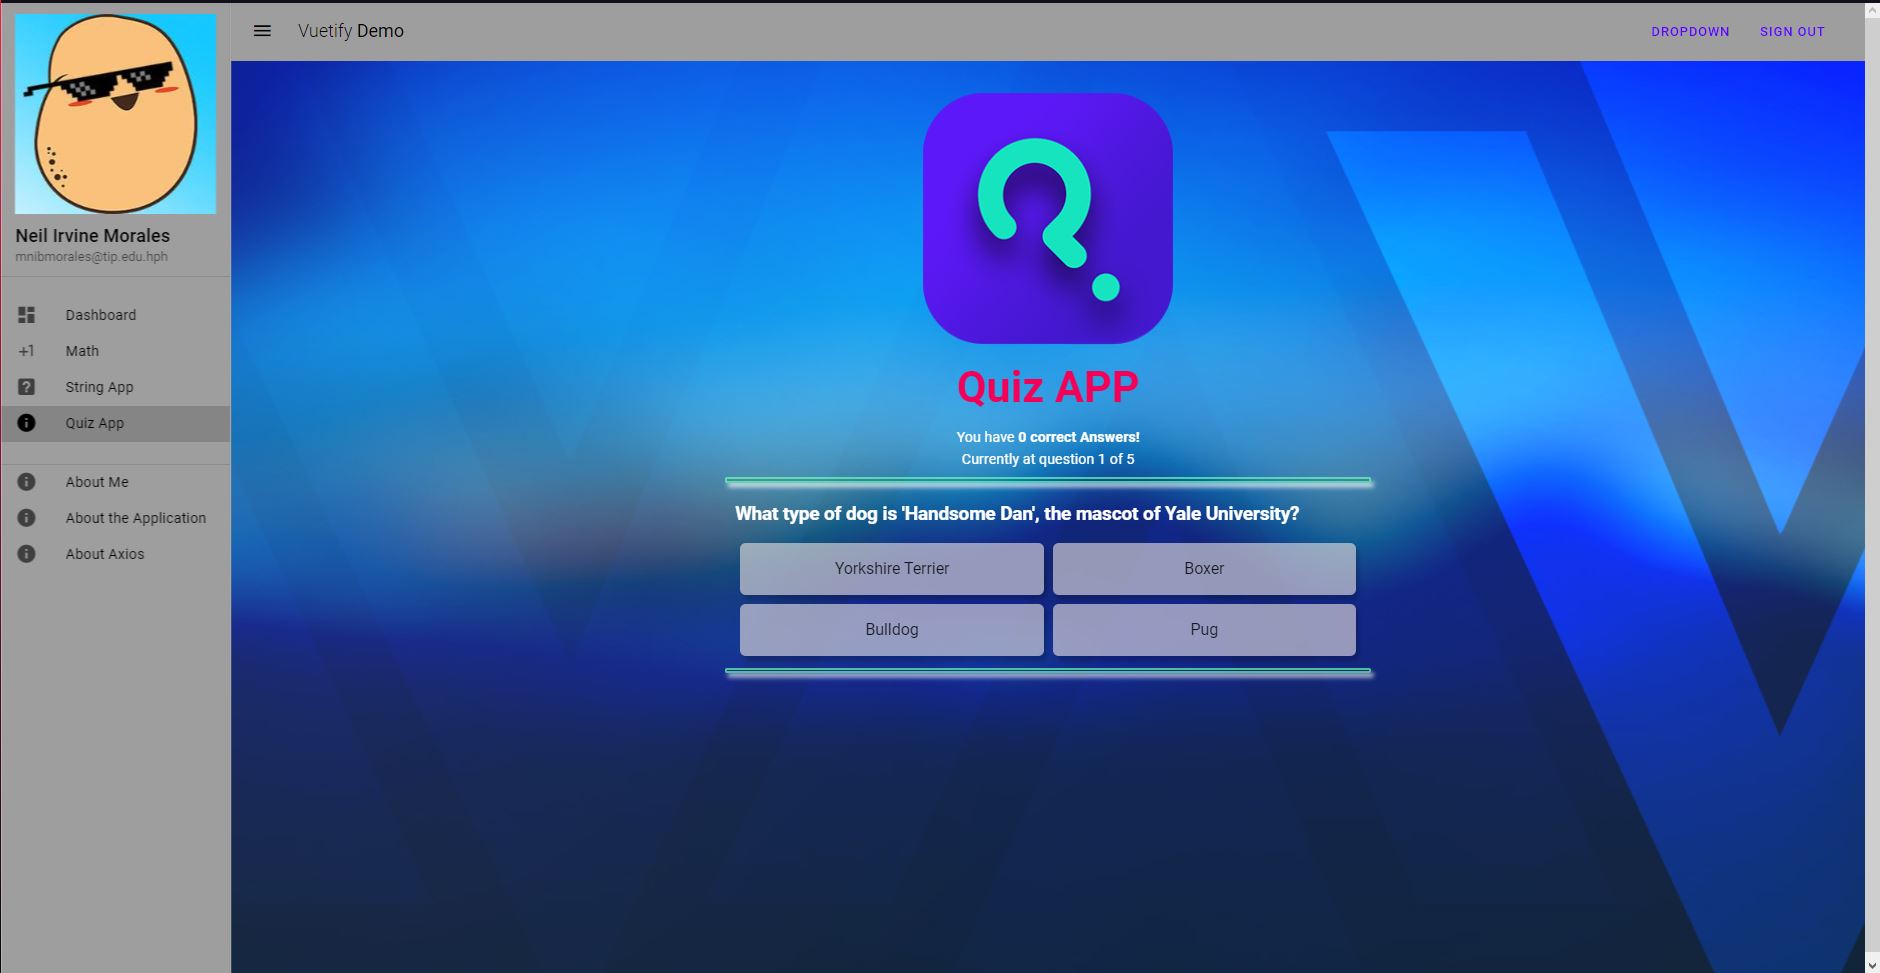 Vuetify Demo
DROPDOWN
SIGN OUT
Neil Irvine Morales
mnibmorales@tip.edu.hph
Dashboard
+1 Math
String App
Quiz App
About Me
About the Application
About Axios
Quiz APP
You have 0 correct Answers!
Currently at question 1 of 5
What type of dog is 'Handsome Dan', the mascot of Yale University?
Yorkshire Terrier
Boxer
Bulldog
Pug